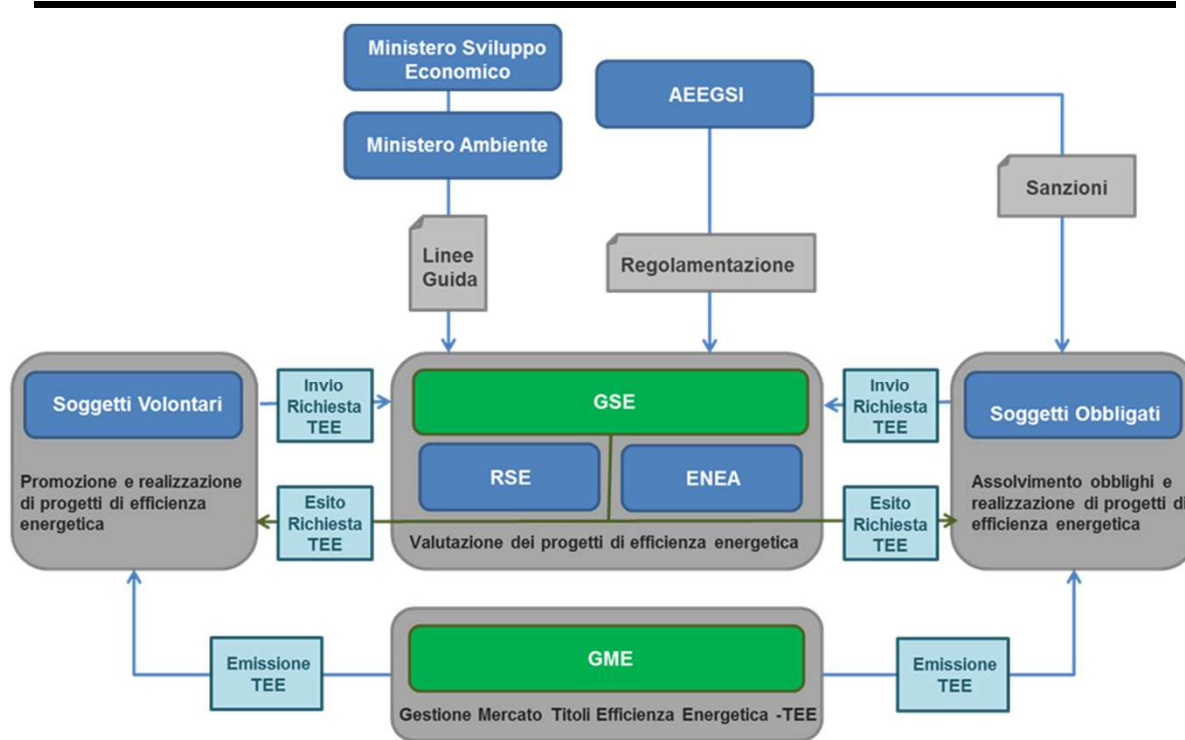 Ministero Sviluppo
Economico
AEEGSI
Ministero Ambiente
Sanzioni
Linee
Guida
Regolamentazione
Soggetti Volontari
Invio
Richiesta
TEE
GSE
Invio
Richiesta
TEE
Soggetti Obbligati
RSE
ENEA
Promozione e realizzazione
di progetti di efficienza
energetica
Esito
Richiesta
TEE
Valutazione dei progetti di efficienza energetica
Esito
Richiesta
TEE
Assolvimento obblighi e
realizzazione di progetti di
efficienza energetica
Emissione
TEE
GME
Gestione Mercato Titoli Efficienza Energetica -TEE
Emissione
TEE